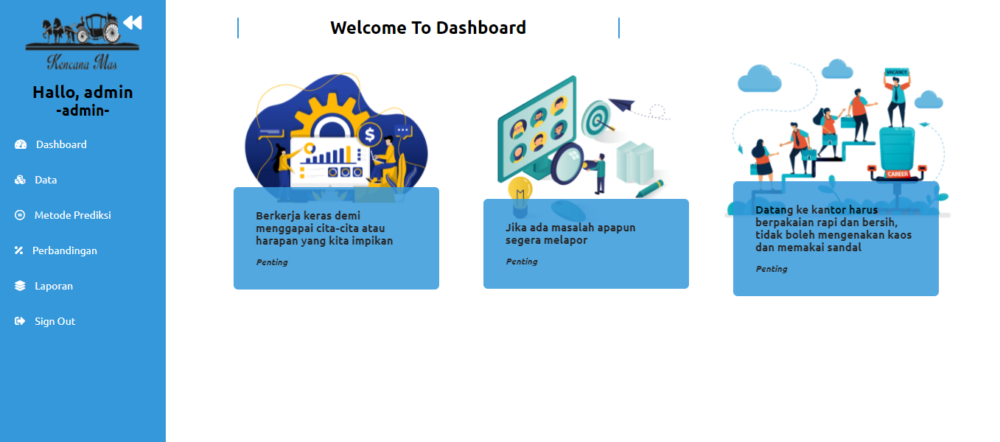 Kencana Mas
Hallo, admin
-admin-
Dashboard
Data
Metode Prediksi
Perbandingan
Laporan
Sign Out
Welcome To Dashboard
$
Berkerja keras demi
menggapai cita-cita atau
harapan yang kita impikan
Penting
Jika ada masalah apapun
segera melapor
Penting
VACANCY
CAREER
Datang ke kantor harus
berpakaian rapi dan bersih,
tidak boleh mengenakan kaos
dan memakai sandal
Penting